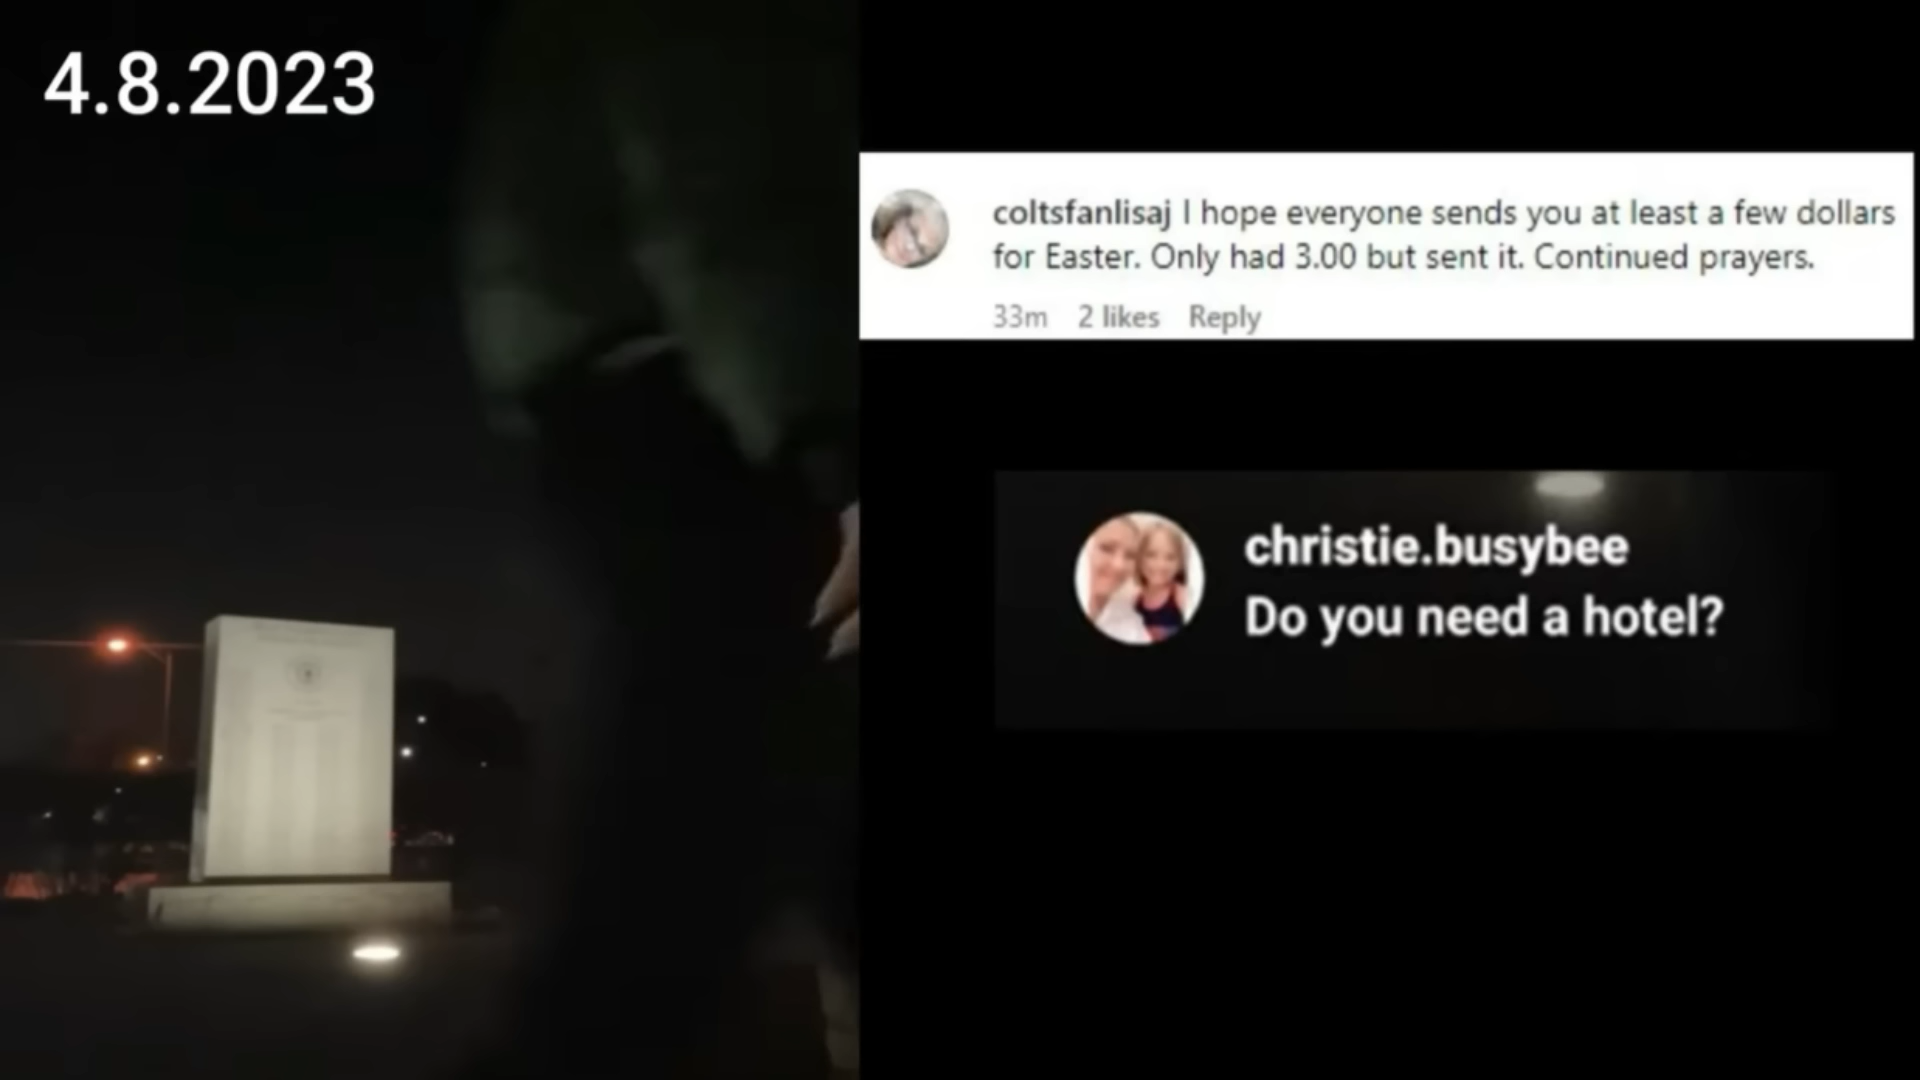 4.8.2023
coltsfanlisaj I hope everyone sends you at least a few dollars
for Easter. Only had 3.00 but sent it. Continued prayers.
33m 2 likes Reply
christie.busybee
Do you need a hotel?